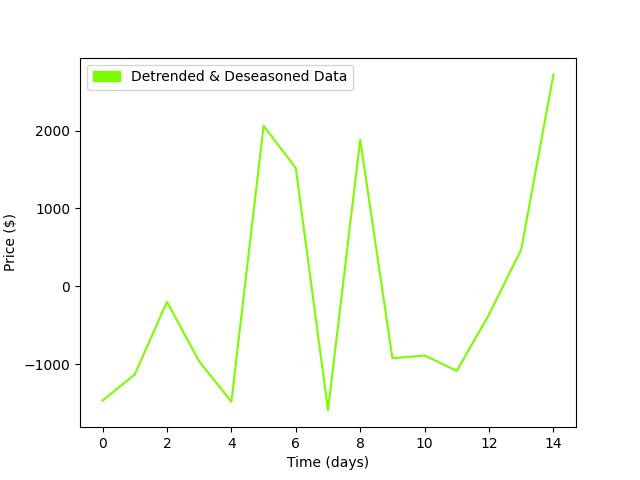 Detrended & Deseasoned Data
Price ($)
2000
1000
0
−1000
0 2 4 6 8 10 12 14
Time (days)